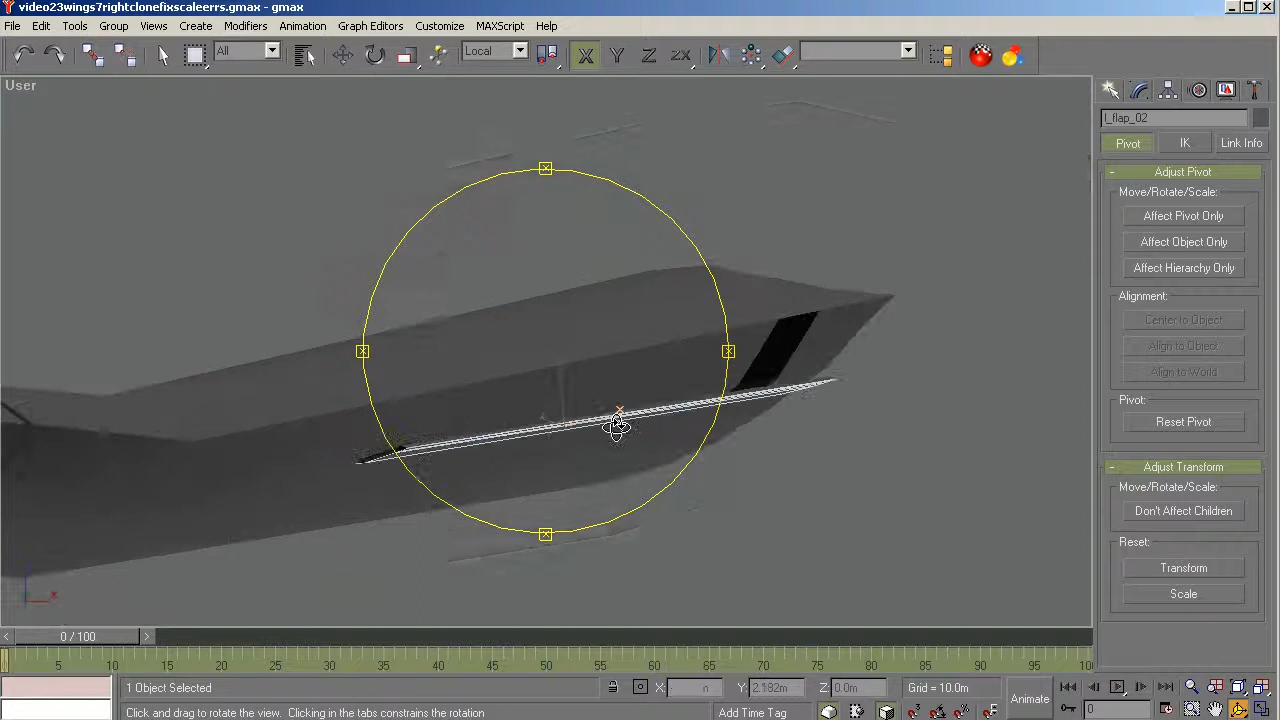 video23wings7rightclonefixscaleerrs.gmax - gmax
File Edit Tools Group Views Create Modifiers Animation Graph Editors Customize MAXScript Help
All Local X Y Z ZX
User
l_flap_02
Pivot IK Link Info
- Adjust Pivot
Move/Rotate/Scale:
Affect Pivot Only
Affect Object Only
Affect Hierarchy Only
Alignment:
Center to Object
Align to Object
Align to World
Pivot:
Reset Pivot
- Adjust Transform
Move/Rotate/Scale:
Don't Affect Children
Reset:
Transform
Scale
x
< 0 / 100 >
5 10 15 20 25 30 35 40 45 50 55 60 65 70 75 80 85 90 95 10
1 Object Selected X: n Y: 2.182m Z: 0.0m Grid = 10.0m Animate
Click and drag to rotate the view. Clicking in the tabs constrains the rotation Add Time Tag 0